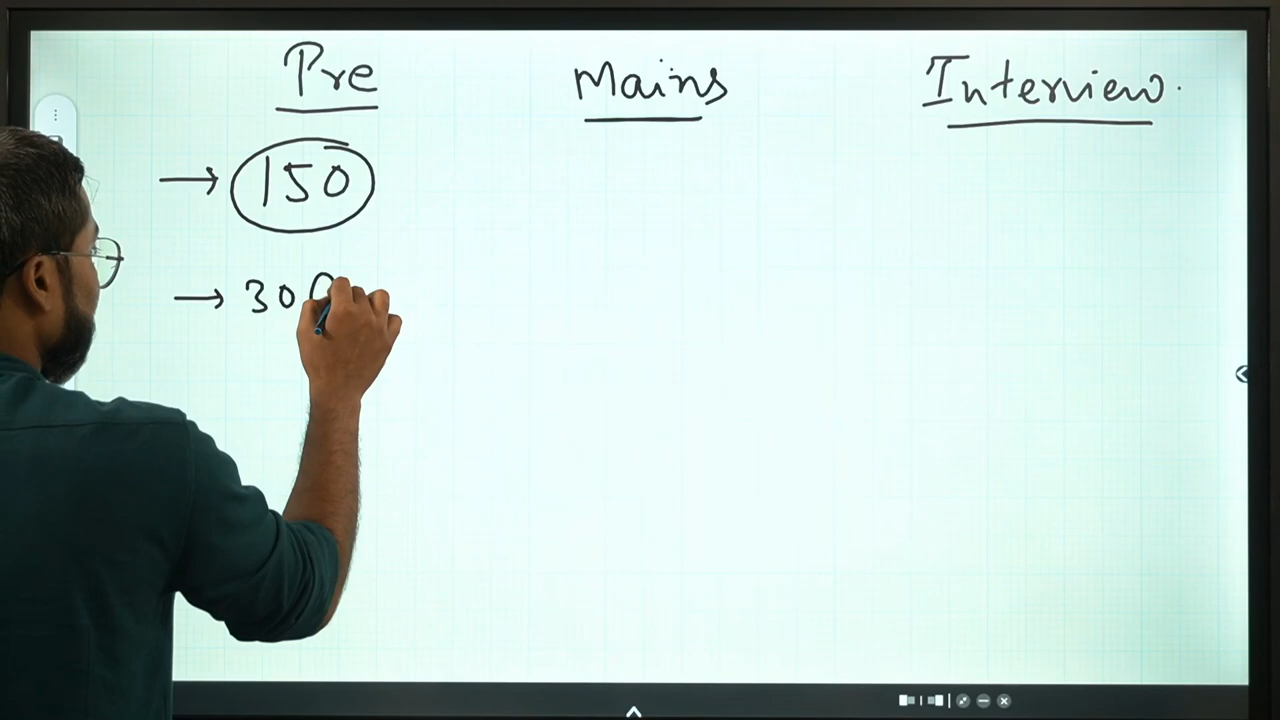 Pre Mains Interview.
→ 150
→ 300